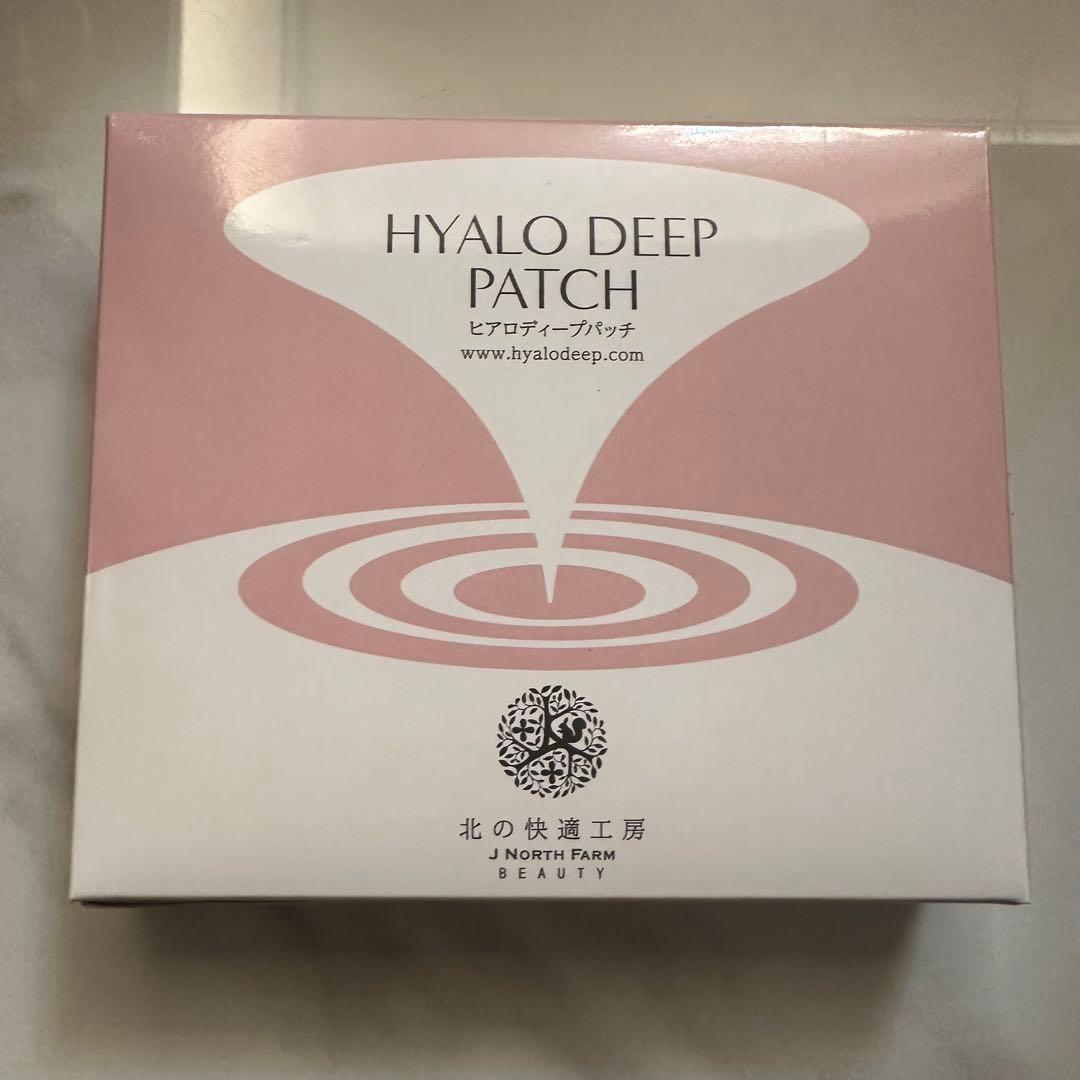 HYALO DEEP
PATCH
ヒアロディープパッチ
www.hyalodeep.com
北の快適工房
J NORTH FARM
BEAUTY